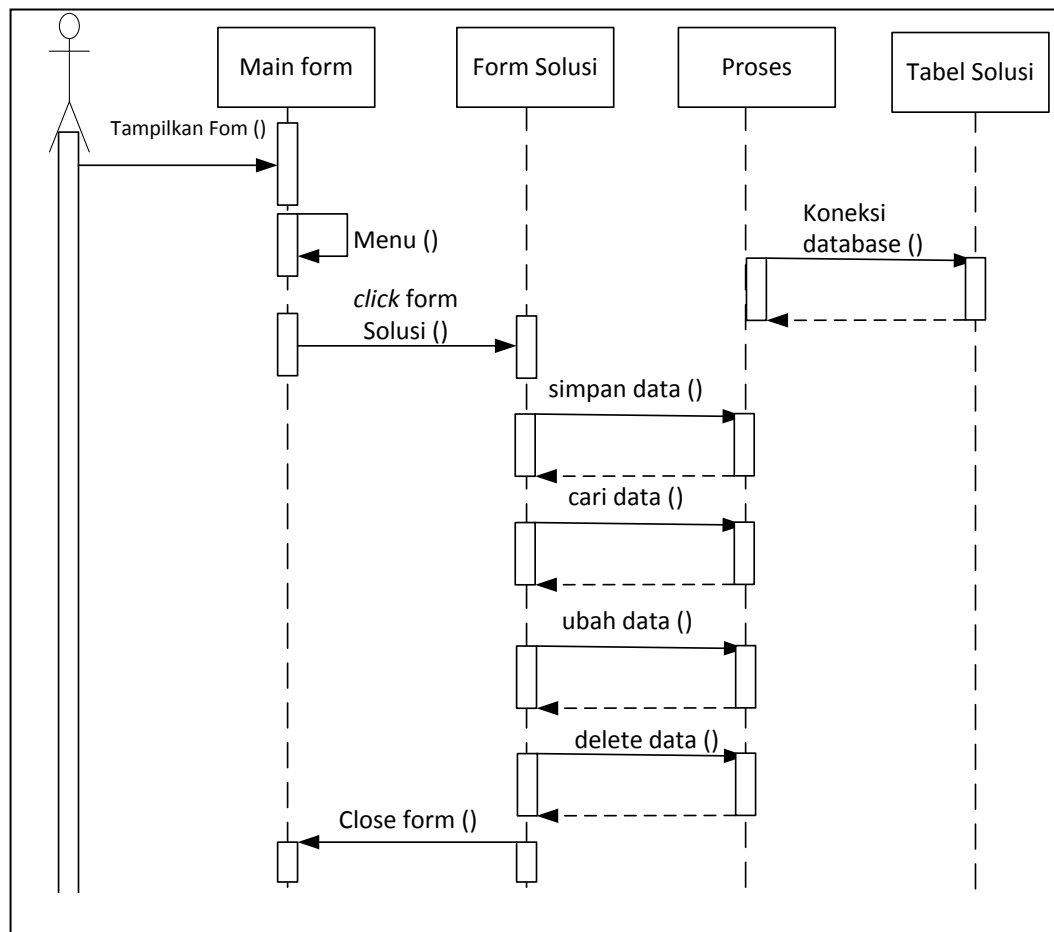 Main form
Form Solusi
Proses
Tabel Solusi
Tampilkan Fom ()
Menu ()
Koneksi
database ()
click form
Solusi ()
simpan data ()
cari data ()
ubah data ()
delete data ()
Close form ()